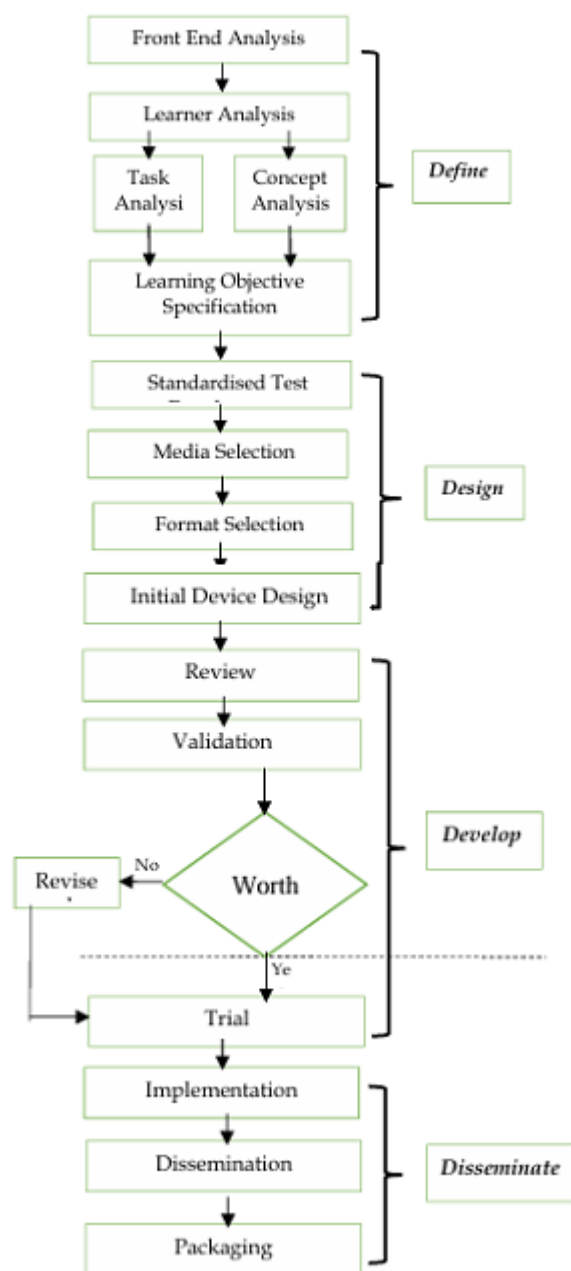 Front End Analysis
Learner Analysis
Task
Analysi
Concept
Analysis
Define
Learning Objective
Specification
Standardised Test
Media Selection
Design
Format Selection
Initial Device Design
Review
Validation
Develop
No
Revise
Worth
Ye
Trial
Implementation
Dissemination
Disseminate
Packaging